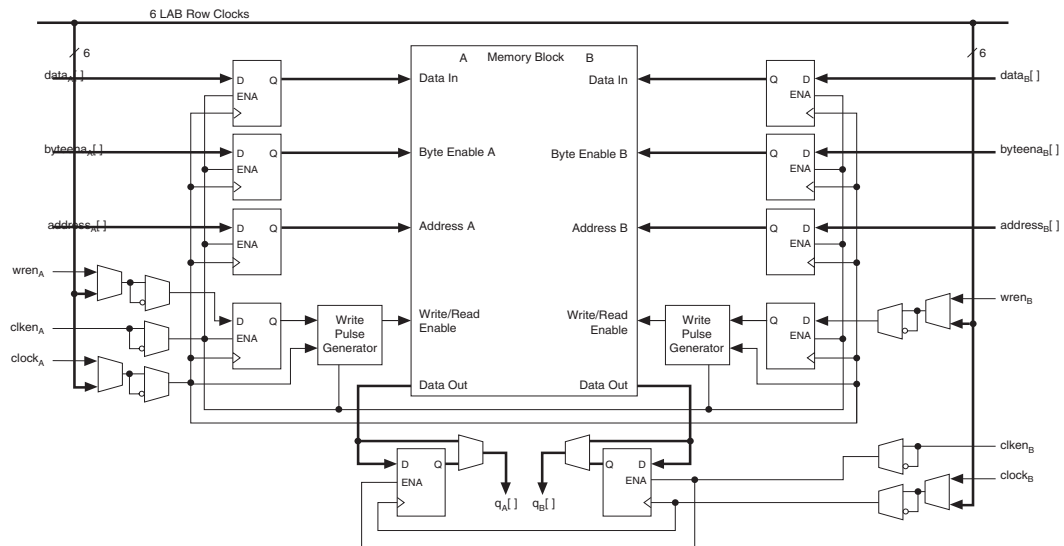 6 LAB Row Clocks
6
6
A Memory Block B
data_A[ ]
D Q
ENA
Data In
Data In
Q D
ENA
data_B[ ]
byteena_A[ ]
D Q
ENA
Byte Enable A
Byte Enable B
Q D
ENA
byteena_B[ ]
address_A[ ]
D Q
ENA
Address A
Address B
Q D
ENA
address_B[ ]
wren_A
wren_B
clken_A
D Q
ENA
Write
Pulse
Generator
Write/Read
Enable
Write/Read
Enable
Write
Pulse
Generator
Q D
ENA
clock_A
Data Out
Data Out
D Q
ENA
q_A[ ]
q_B[ ]
Q D
ENA
clken_B
clock_B